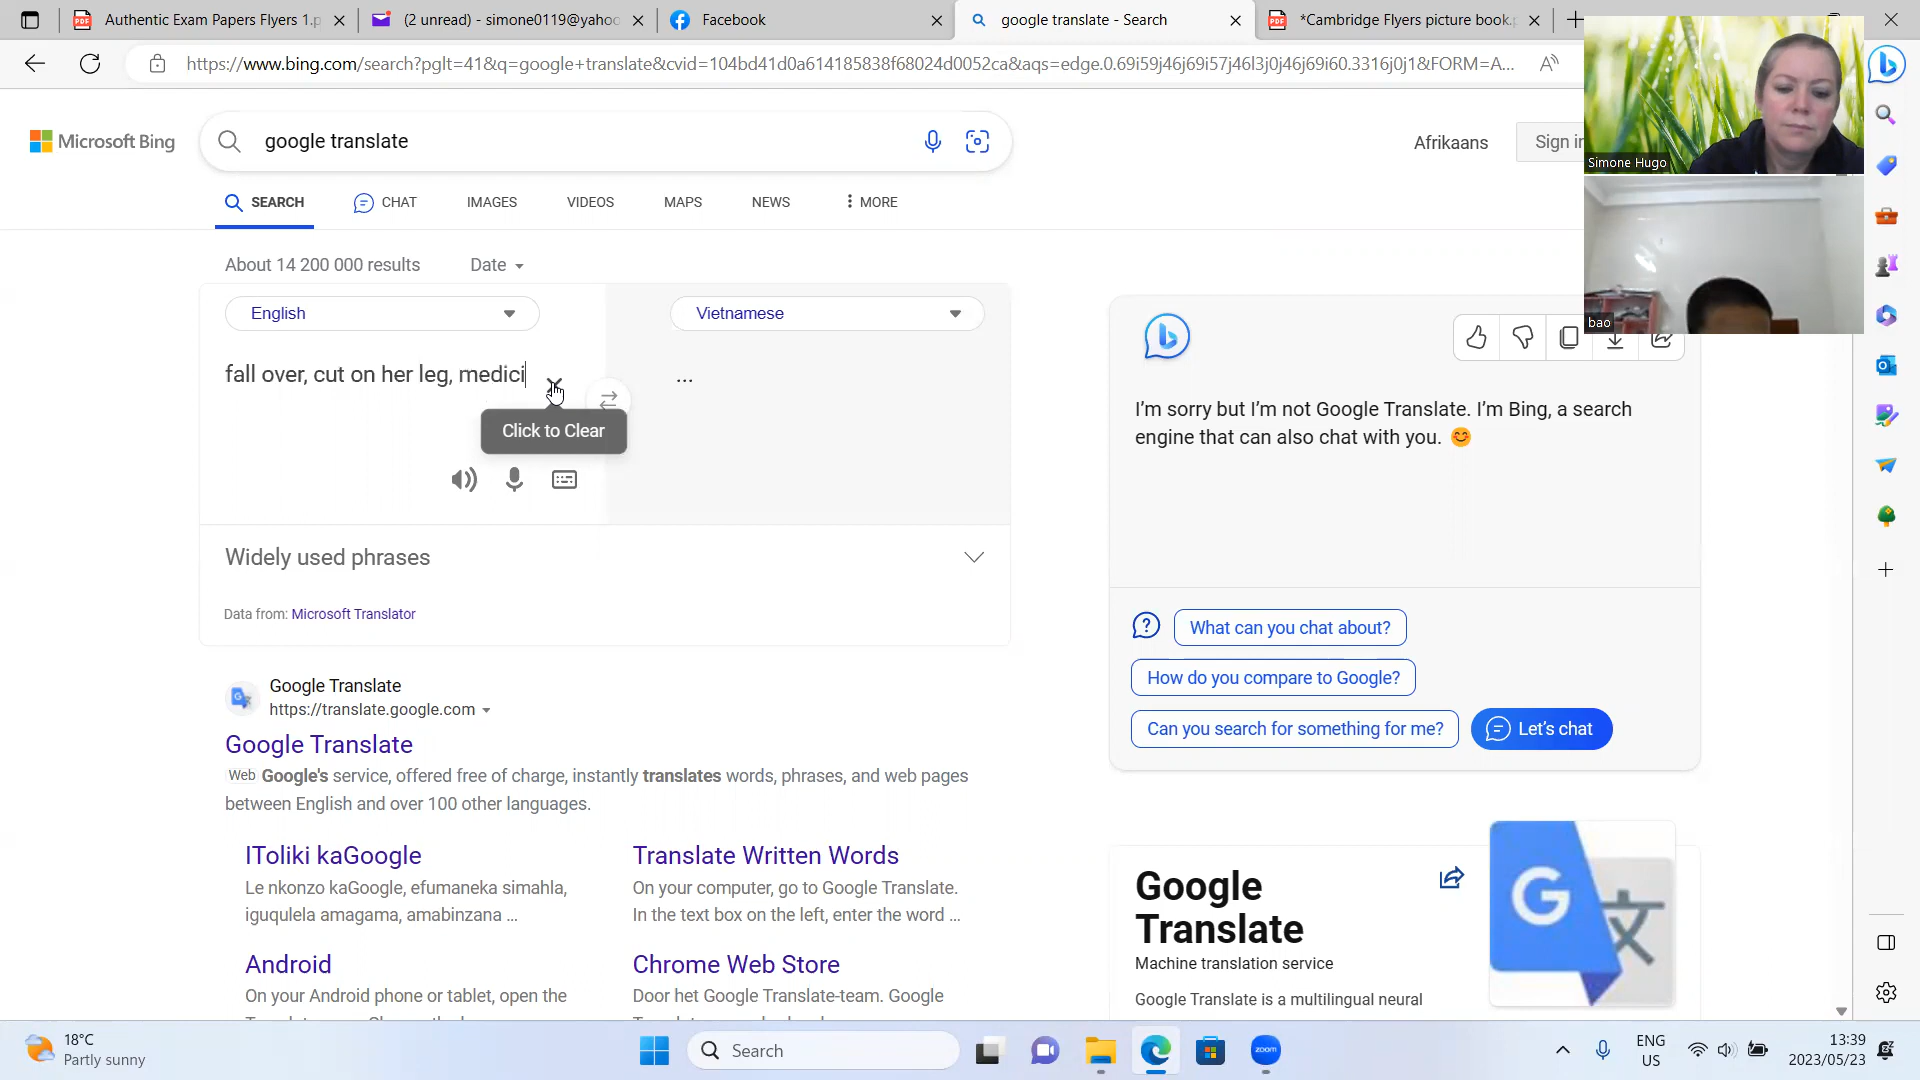 Authentic Exam Papers Flyers 1.p
(2 unread) - simone0119@yahoo
Facebook
google translate - Search
*Cambridge Flyers picture book.p
https://www.bing.com/search?pglt=41&q=google+translate&cvid=104bd41d0a614185838f68024d0052ca&aqs=edge.0.69i59j46j69i57j46l3j0j46j69i60.3316j0j1&FORM=A...
Simone Hugo
Microsoft Bing
google translate
Afrikaans
Sign in
SEARCH
CHAT
IMAGES
VIDEOS
MAPS
NEWS
MORE
About 14 200 000 results
Date
English
Vietnamese
bao
fall over, cut on her leg, medici
...
Click to Clear
I'm sorry but I'm not Google Translate. I'm Bing, a search
engine that can also chat with you.
Widely used phrases
Data from: Microsoft Translator
What can you chat about?
How do you compare to Google?
Can you search for something for me?
Let's chat
Google Translate
https://translate.google.com
Google Translate
Web Google's service, offered free of charge, instantly translates words, phrases, and web pages
between English and over 100 other languages.
IToliki kaGoogle
Le nkonzo kaGoogle, efumaneka simahla,
iguqulela amagama, amabinzana ...
Translate Written Words
On your computer, go to Google Translate.
In the text box on the left, enter the word ...
Android
On your Android phone or tablet, open the
Chrome Web Store
Door het Google Translate-team. Google
Google
Translate
Machine translation service
Google Translate is a multilingual neural
18°C
Partly sunny
Search
zoom
ENG
US
13:39
2023/05/23